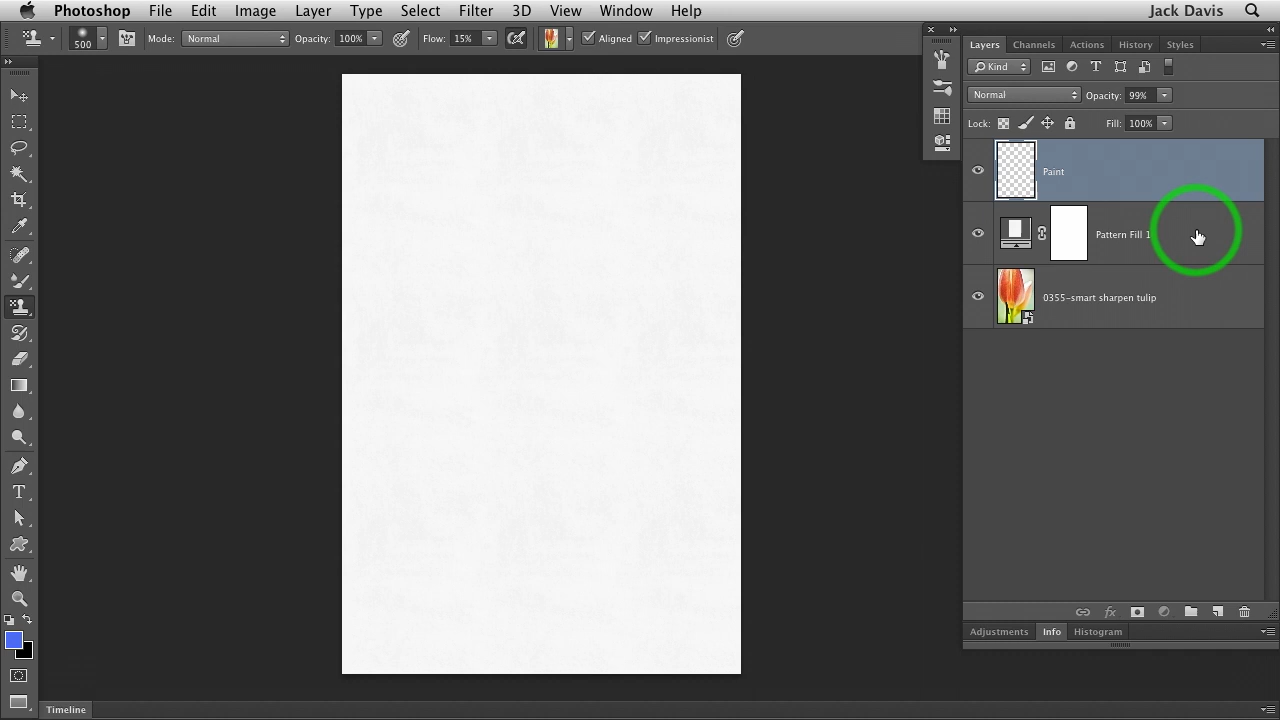 Photoshop File Edit Image Layer Type Select Filter 3D View Window Help Jack Davis
500 Mode: Normal Opacity: 100% Flow: 15% Aligned Impressionist
Layers Channels Actions History Styles
Kind T
Normal Opacity: 99%
Lock: Fill: 100%
Paint
Pattern Fill 1
0355-smart sharpen tulip
fx
Adjustments Info Histogram
Timeline